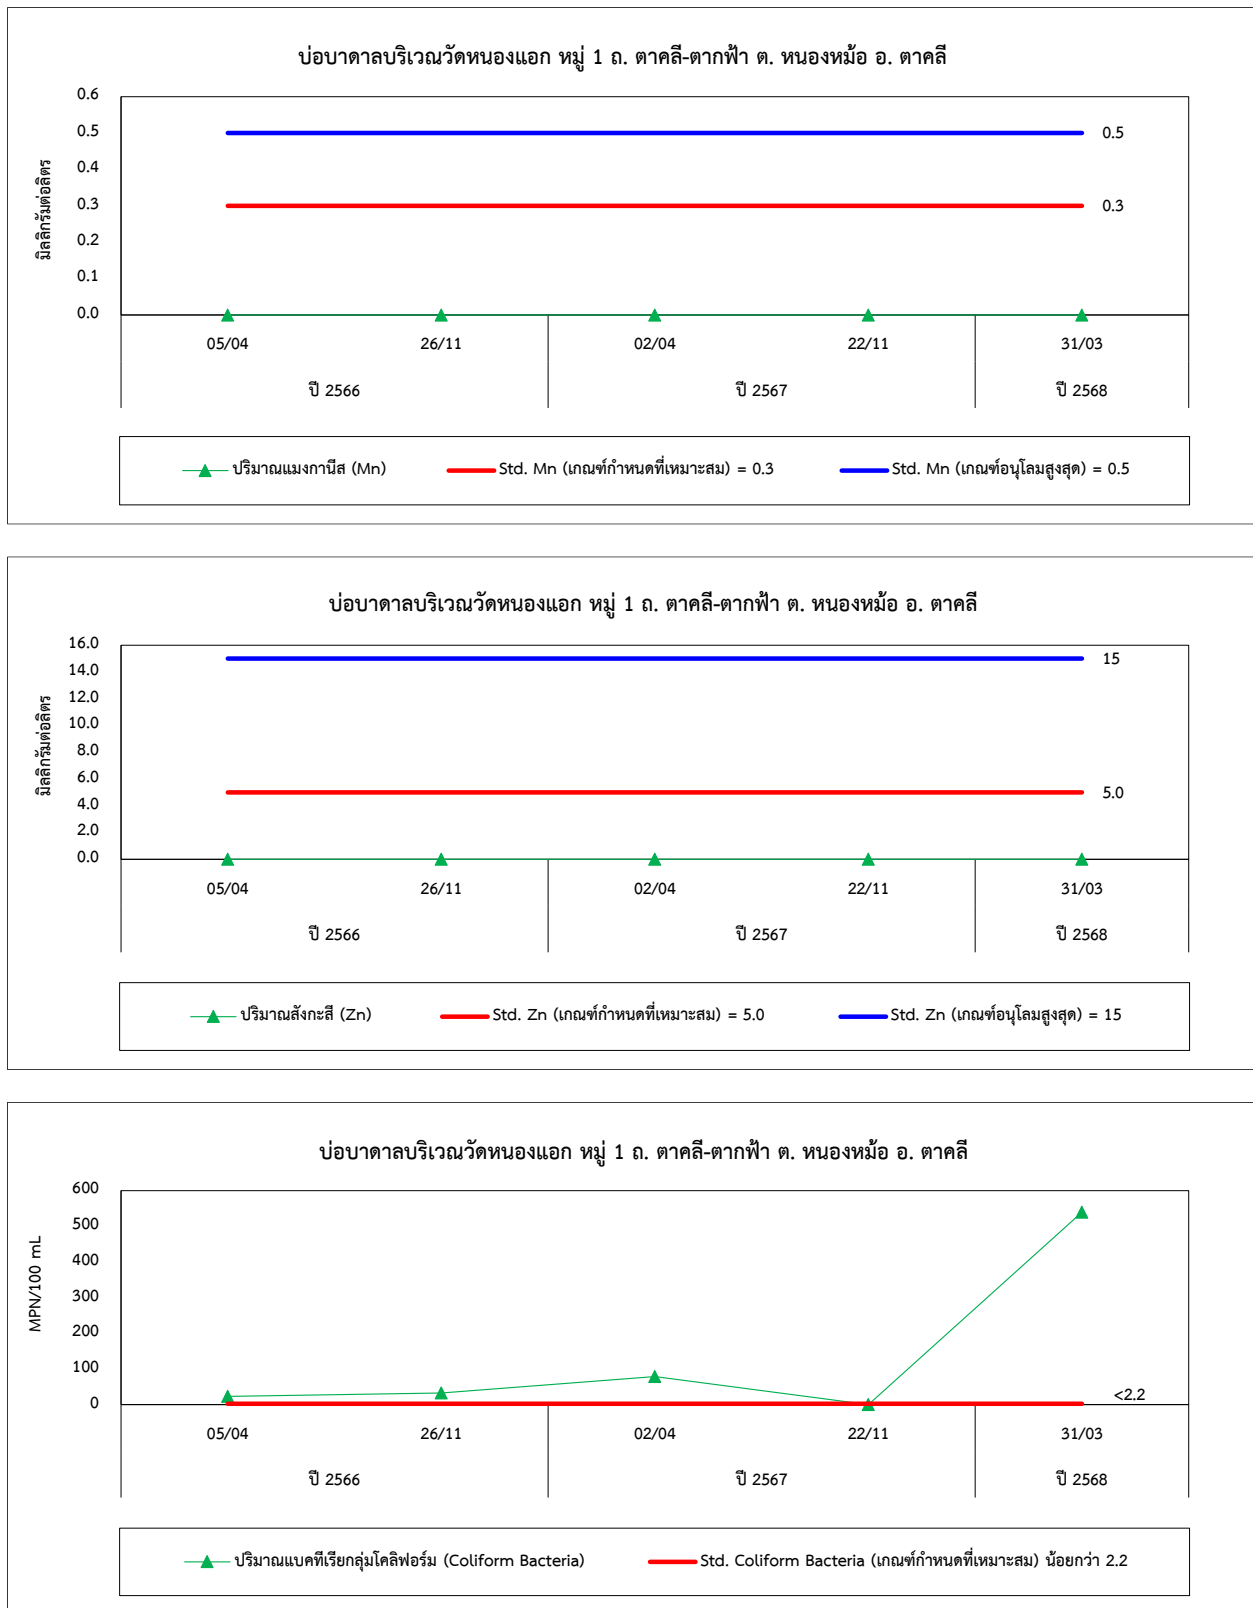 บ่อบาดาลบริเวณวัดหนองแอก หมู่ 1 ถ. ตาคลี-ตากฟ้า ต. หนองหม้อ อ. ตาคลี
มิลลิกรัมต่อลิตร
0.6
0.5
0.4
0.3
0.2
0.1
0.0
0.5
0.3
05/04 26/11 02/04 22/11 31/03
ปี 2566 ปี 2567 ปี 2568
ปริมาณแมงกานีส (Mn) Std. Mn (เกณฑ์กำหนดที่เหมาะสม) = 0.3 Std. Mn (เกณฑ์อนุโลมสูงสุด) = 0.5
บ่อบาดาลบริเวณวัดหนองแอก หมู่ 1 ถ. ตาคลี-ตากฟ้า ต. หนองหม้อ อ. ตาคลี
มิลลิกรัมต่อลิตร
16.0
14.0
12.0
10.0
8.0
6.0
4.0
2.0
0.0
15
5.0
05/04 26/11 02/04 22/11 31/03
ปี 2566 ปี 2567 ปี 2568
ปริมาณสังกะสี (Zn) Std. Zn (เกณฑ์กำหนดที่เหมาะสม) = 5.0 Std. Zn (เกณฑ์อนุโลมสูงสุด) = 15
บ่อบาดาลบริเวณวัดหนองแอก หมู่ 1 ถ. ตาคลี-ตากฟ้า ต. หนองหม้อ อ. ตาคลี
MPN/100 mL
600
500
400
300
200
100
0
<2.2
05/04 26/11 02/04 22/11 31/03
ปี 2566 ปี 2567 ปี 2568
ปริมาณแบคทีเรียกลุ่มโคลิฟอร์ม (Coliform Bacteria) Std. Coliform Bacteria (เกณฑ์กำหนดที่เหมาะสม) น้อยกว่า 2.2